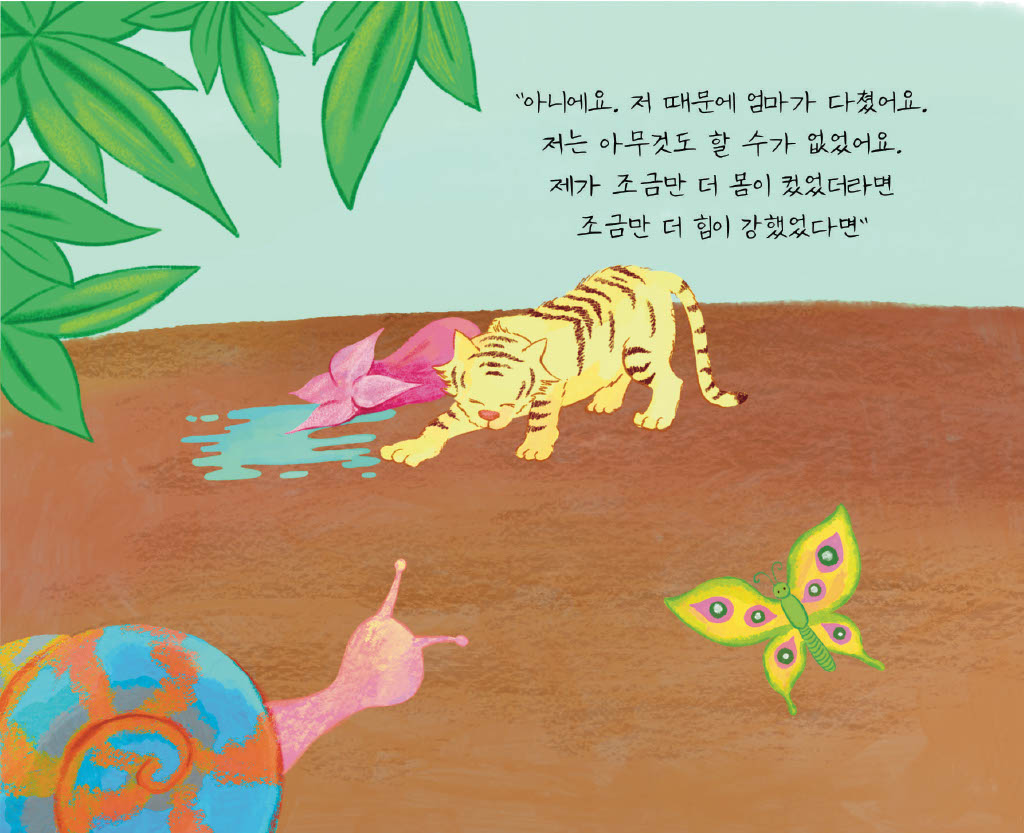 "아니에요. 저 때문에 엄마가 다쳤어요.
저는 아무것도 할 수가 없었어요.
제가 조금만 더 몸이 컸었더라면
조금만 더 힘이 강했었다면"